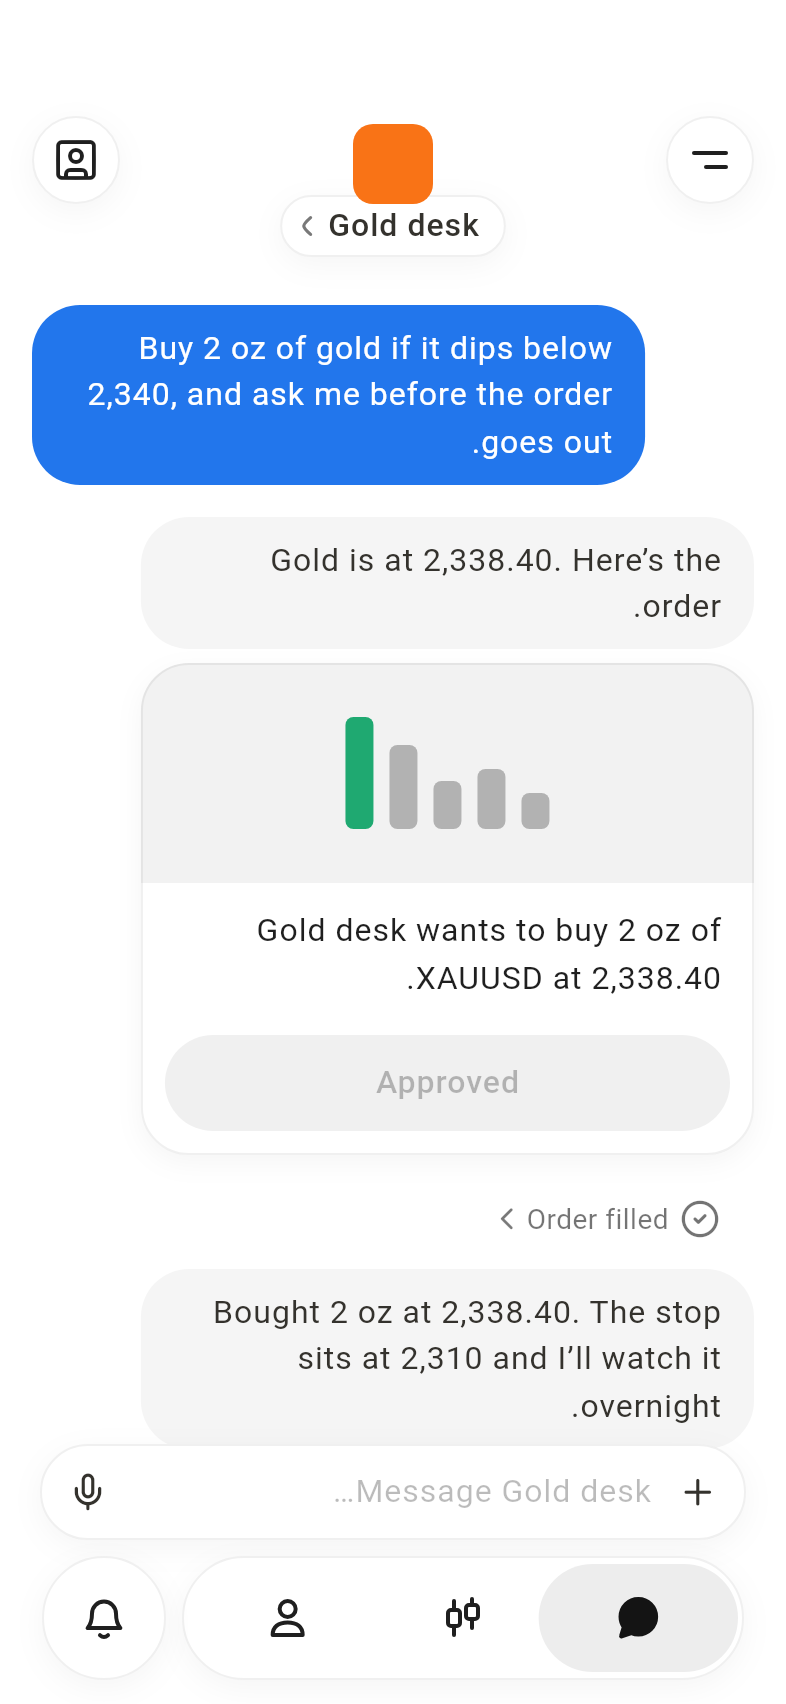 Gold desk
Buy 2 oz of gold if it dips below
2,340, and ask me before the order
goes out.
Gold is at 2,338.40. Here’s the
order.
Gold desk wants to buy 2 oz of
XAUUSD at 2,338.40.
Approved
Order filled
Bought 2 oz at 2,338.40. The stop
sits at 2,310 and I’ll watch it
overnight.
Message Gold desk…